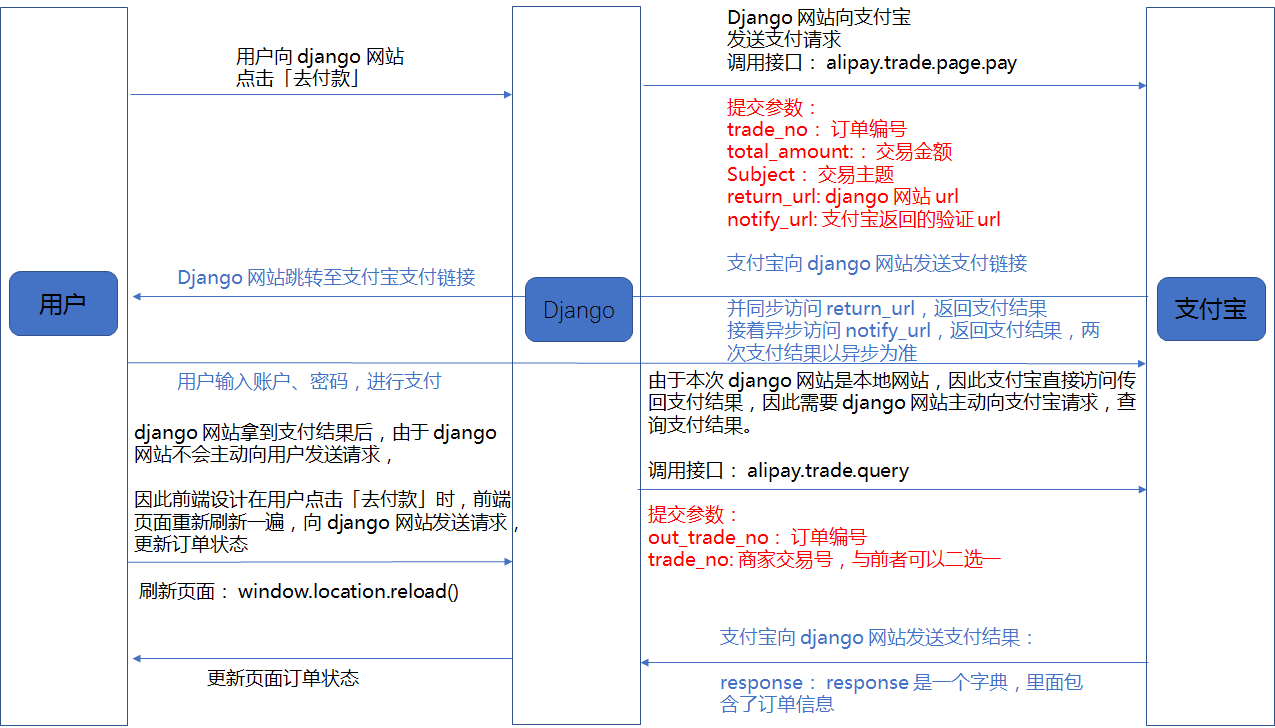 用户向 django 网站
点击「去付款」
Django 网站向支付宝
发送支付请求
调用接口： alipay.trade.page.pay
提交参数：
trade_no： 订单编号
total_amount:： 交易金额
Subject： 交易主题
return_url: django 网站 url
notify_url: 支付宝返回的验证 url
Django 网站跳转至支付宝支付链接
支付宝向 django 网站发送支付链接
用户
Django
支付宝
并同步访问 return_url，返回支付结果
接着异步访问 notify_url，返回支付结果，两
次支付结果以异步为准
用户输入账户、密码，进行支付
由于本次 django 网站是本地网站，因此支付宝直接访问传
回支付结果，因此需要 django 网站主动向支付宝请求，查
询支付结果。
django 网站拿到支付结果后，由于 django
网站不会主动向用户发送请求，
调用接口： alipay.trade.query
因此前端设计在用户点击「去付款」时，前端
页面重新刷新一遍，向 django 网站发送请求，
更新订单状态
提交参数：
out_trade_no： 订单编号
trade_no: 商家交易号，与前者可以二选一
刷新页面： window.location.reload()
支付宝向 django 网站发送支付结果：
更新页面订单状态
response： response 是一个字典，里面包
含了订单信息